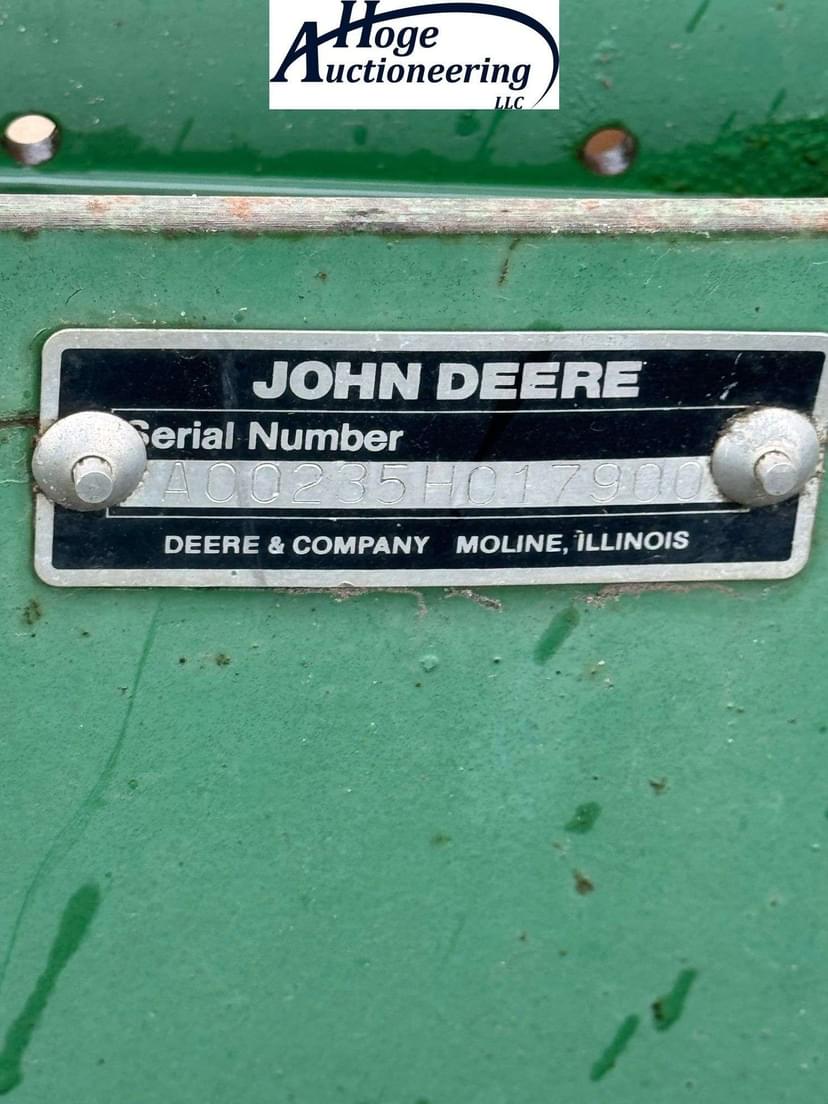 Hoge
Auctioneering
LLC
JOHN DEERE
Serial Number
A00235H017900
DEERE & COMPANY MOLINE, ILLINOIS